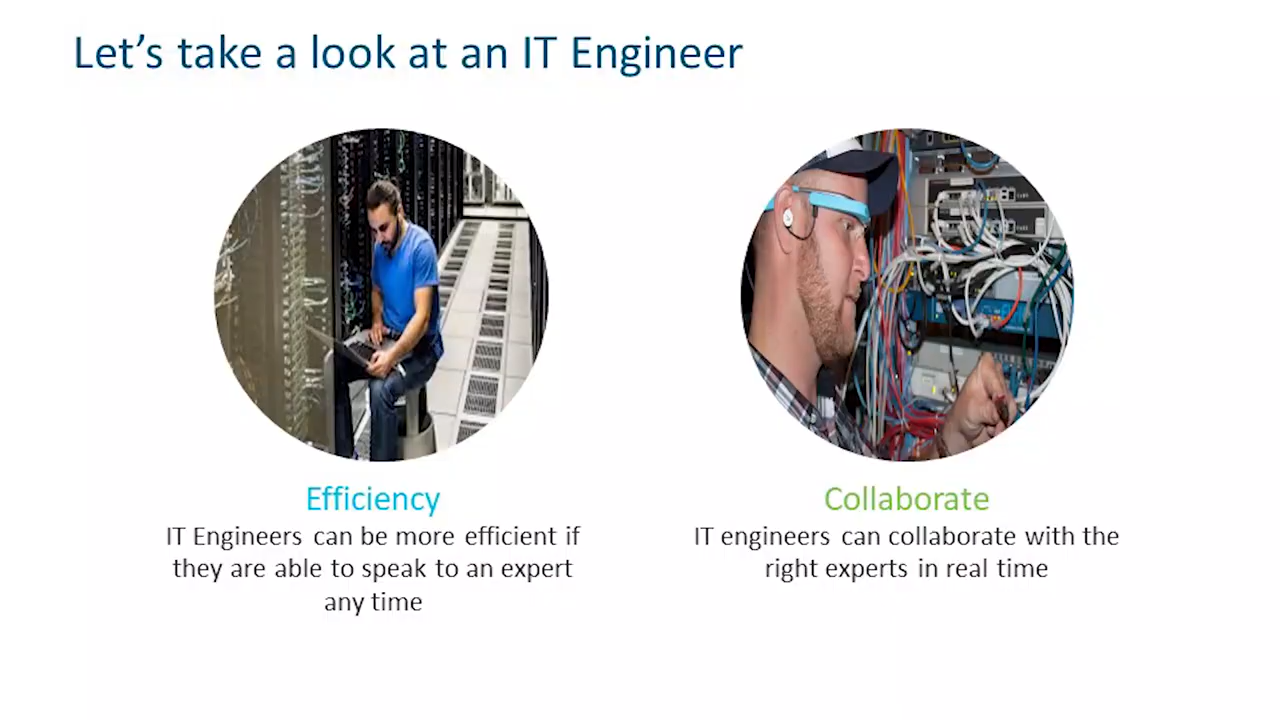 Let's take a look at an IT Engineer
Efficiency
IT Engineers can be more efficient if
they are able to speak to an expert
any time
Collaborate
IT engineers can collaborate with the
right experts in real time